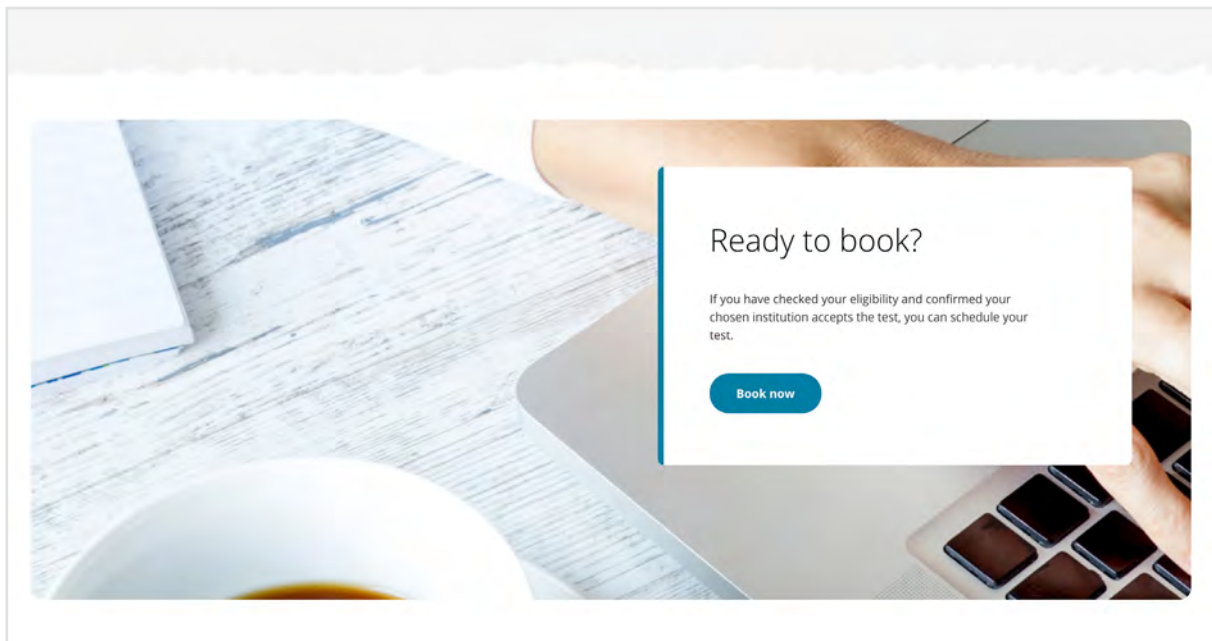 Ready to book?
If you have checked your eligibility and confirmed your
chosen institution accepts the test, you can schedule your
test.
Book now